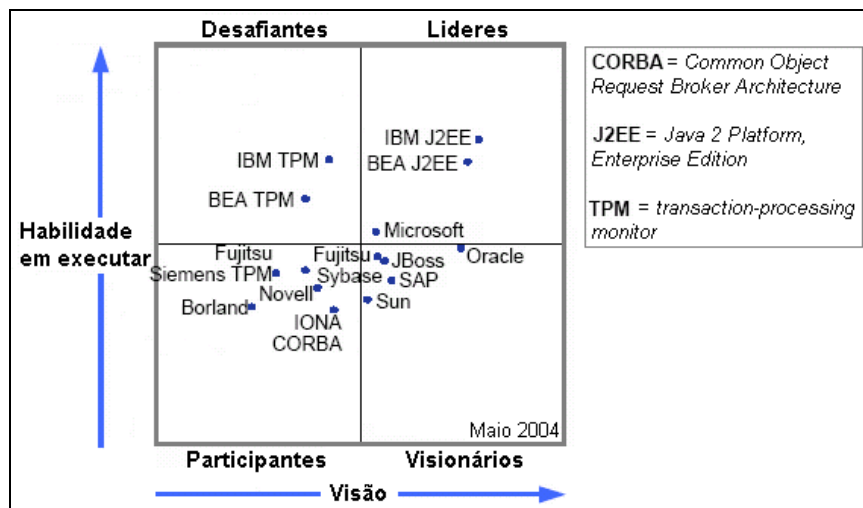 Desafiantes
Lideres
CORBA = Common Object
Request Broker Architecture
J2EE = Java 2 Platform,
Enterprise Edition
TPM = transaction-processing
monitor
IBM J2EE
IBM TPM
BEA J2EE
BEA TPM
Microsoft
Habilidade
em executar
Fujitsu
Siemens TPM
Fujitsu
JBoss
Oracle
Sybase
SAP
Novell
Sun
Borland
IONA
CORBA
Maio 2004
Participantes
Visionários
Visão